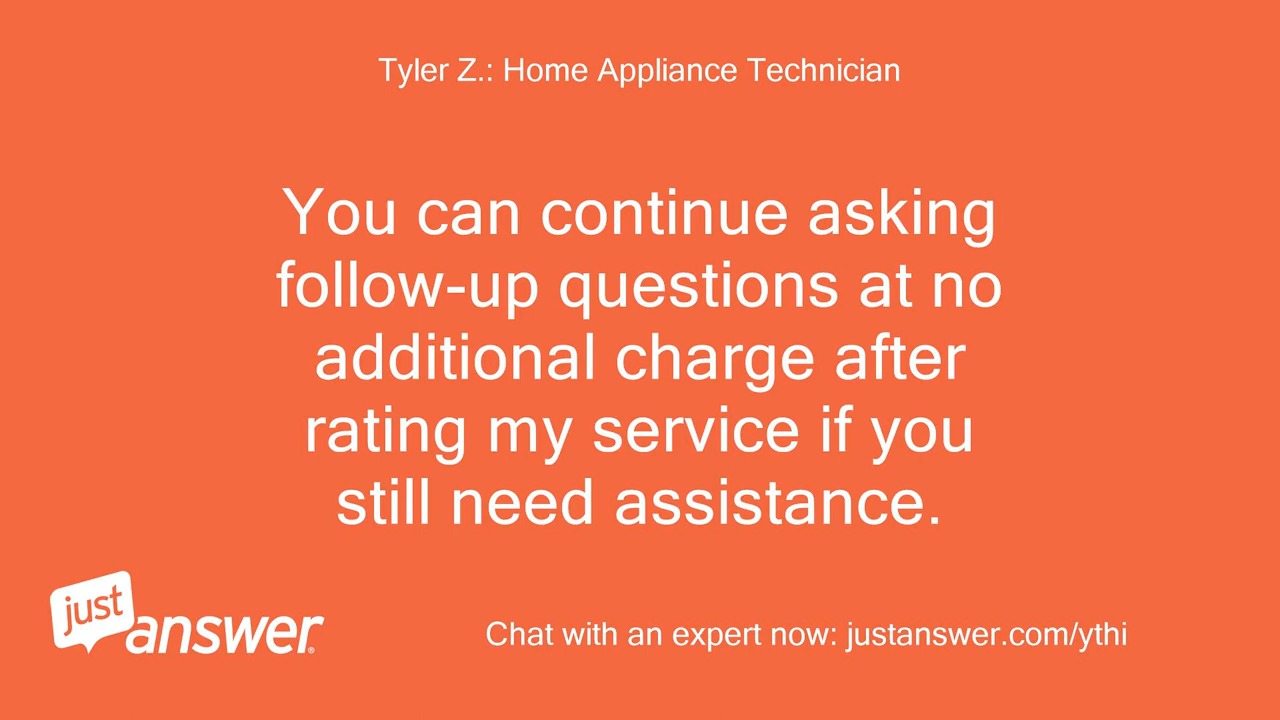 Tyler Z.: Home Appliance Technician
You can continue asking
follow-up questions at no
additional charge after
rating my service if you
still need assistance.
just
answer®
Chat with an expert now: justanswer.com/ythi